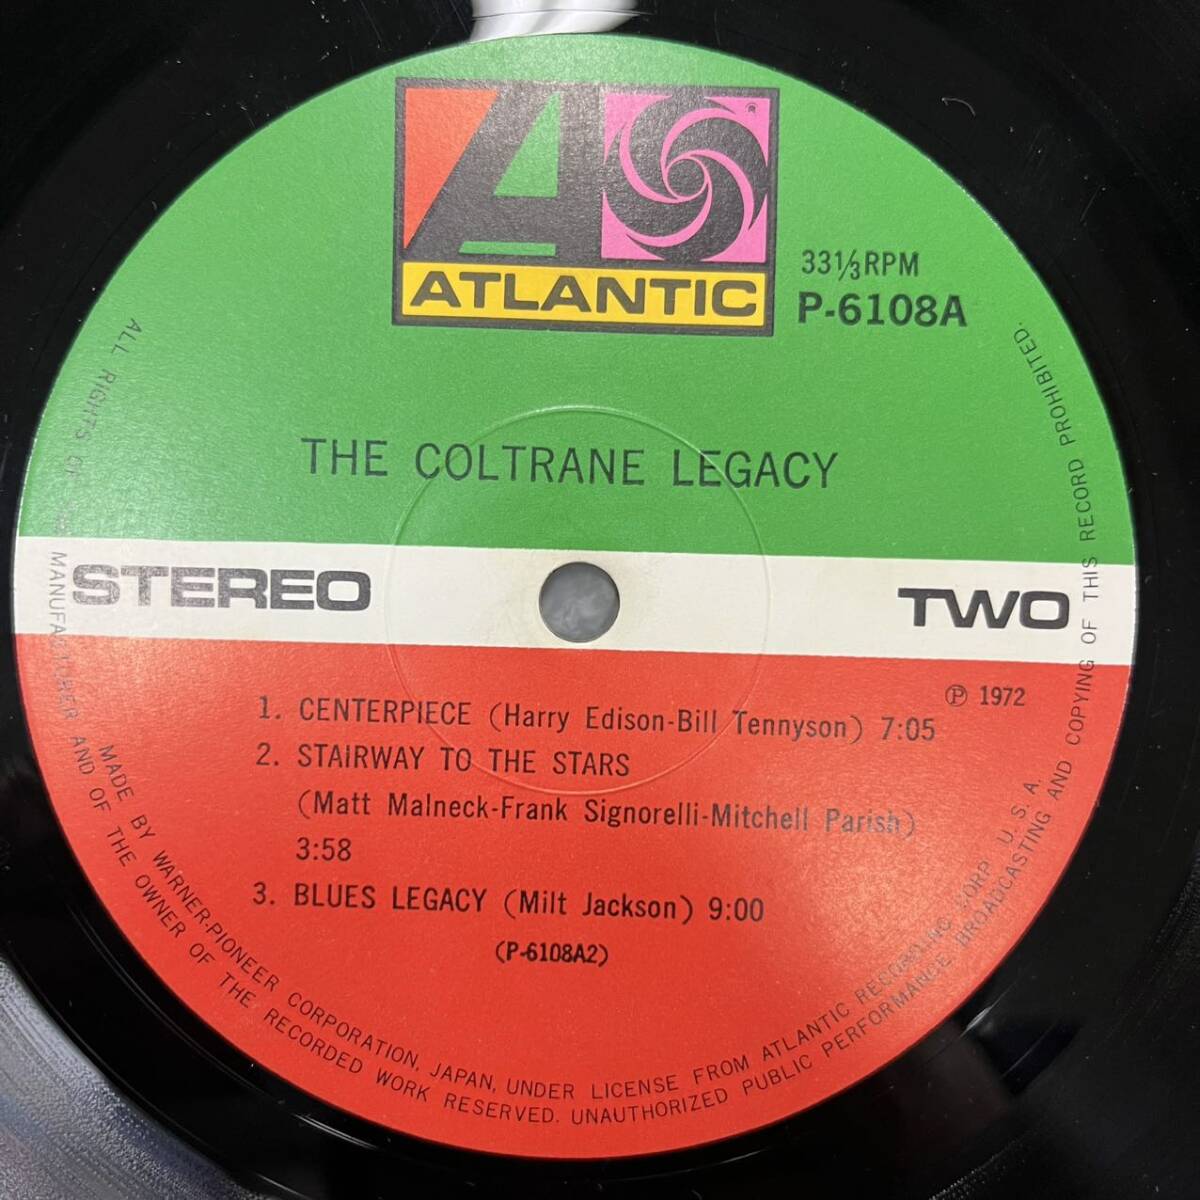 ATLANTIC
®
33⅓RPM
P-6108A
THE COLTRANE LEGACY
STEREO
TWO
℗ 1972
1. CENTERPIECE (Harry Edison-Bill Tennyson) 7:05
2. STAIRWAY TO THE STARS
(Matt Malneck-Frank Signorelli-Mitchell Parish)
3:58
3. BLUES LEGACY (Milt Jackson) 9:00
(P-6108A2)
MADE BY WARNER-PIONEER CORPORATION, JAPAN, UNDER LICENSE FROM ATLANTIC RECORDING CORP. U. S. A.
ALL RIGHTS OF THE MANUFACTURER AND OF THE OWNER OF THE RECORDED WORK RESERVED. UNAUTHORIZED PUBLIC PERFORMANCE, BROADCASTING AND COPYING OF THIS RECORD PROHIBITED.